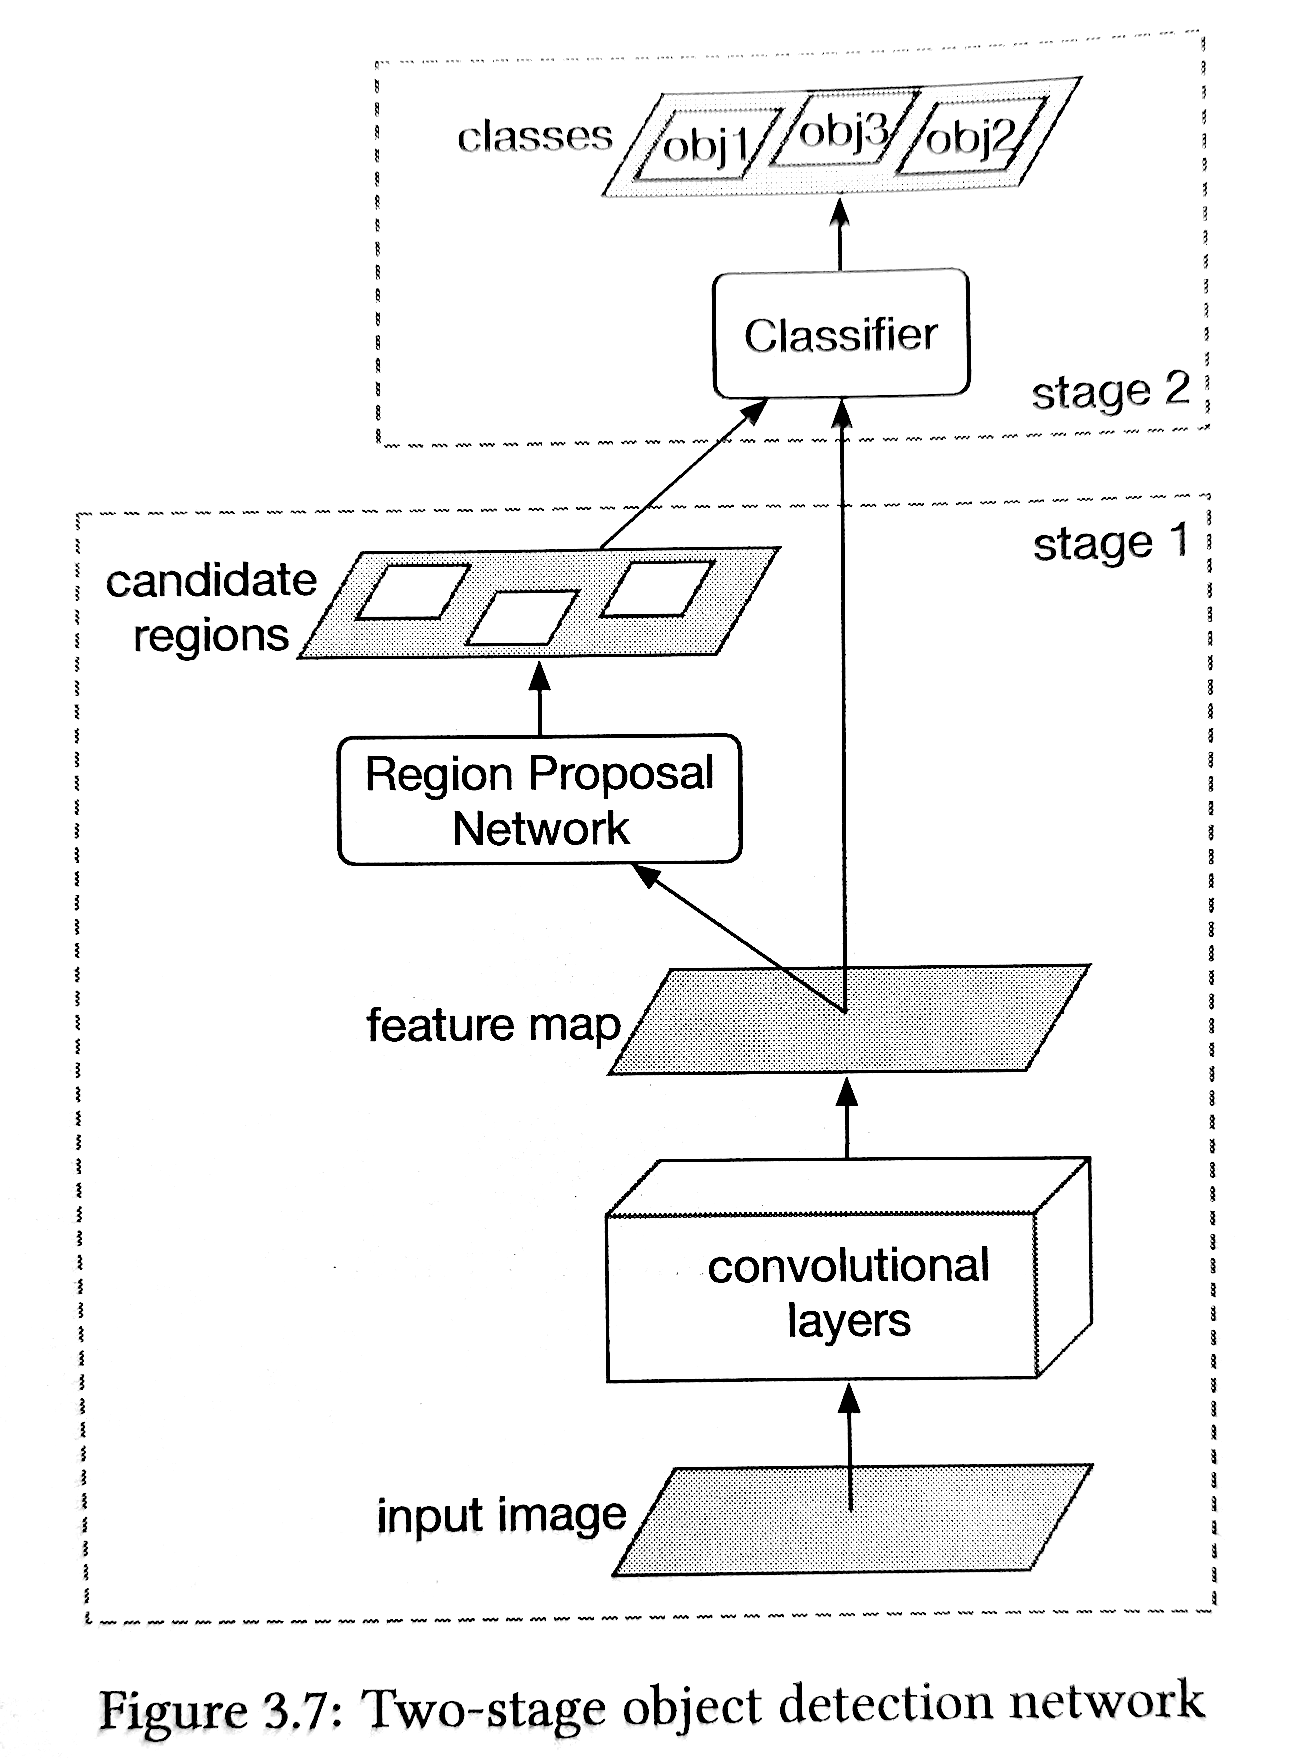 classes
obj1 obj3 obj2
Classifier
stage 2
stage 1
candidate
regions
Region Proposal
Network
feature map
convolutional
layers
input image
Figure 3.7: Two-stage object detection network